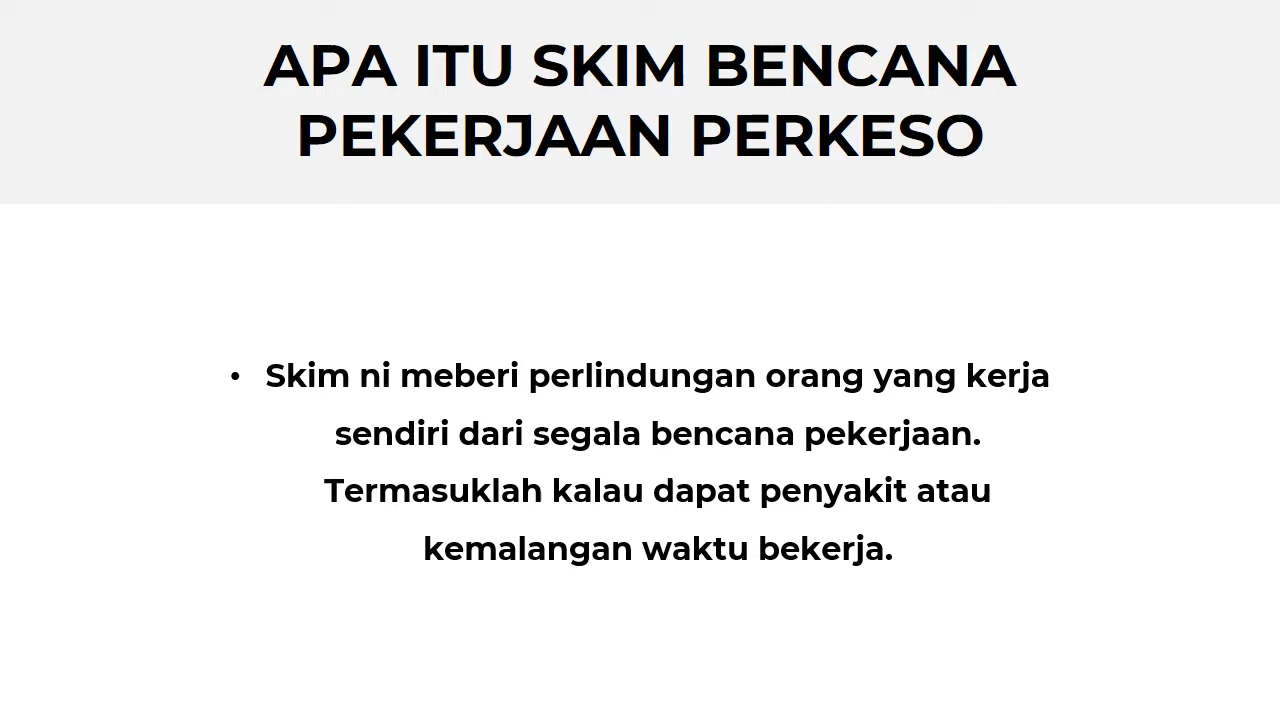 APA ITU SKIM BENCANA
PEKERJAAN PERKESO
• Skim ni meberi perlindungan orang yang kerja
sendiri dari segala bencana pekerjaan.
Termasuklah kalau dapat penyakit atau
kemalangan waktu bekerja.